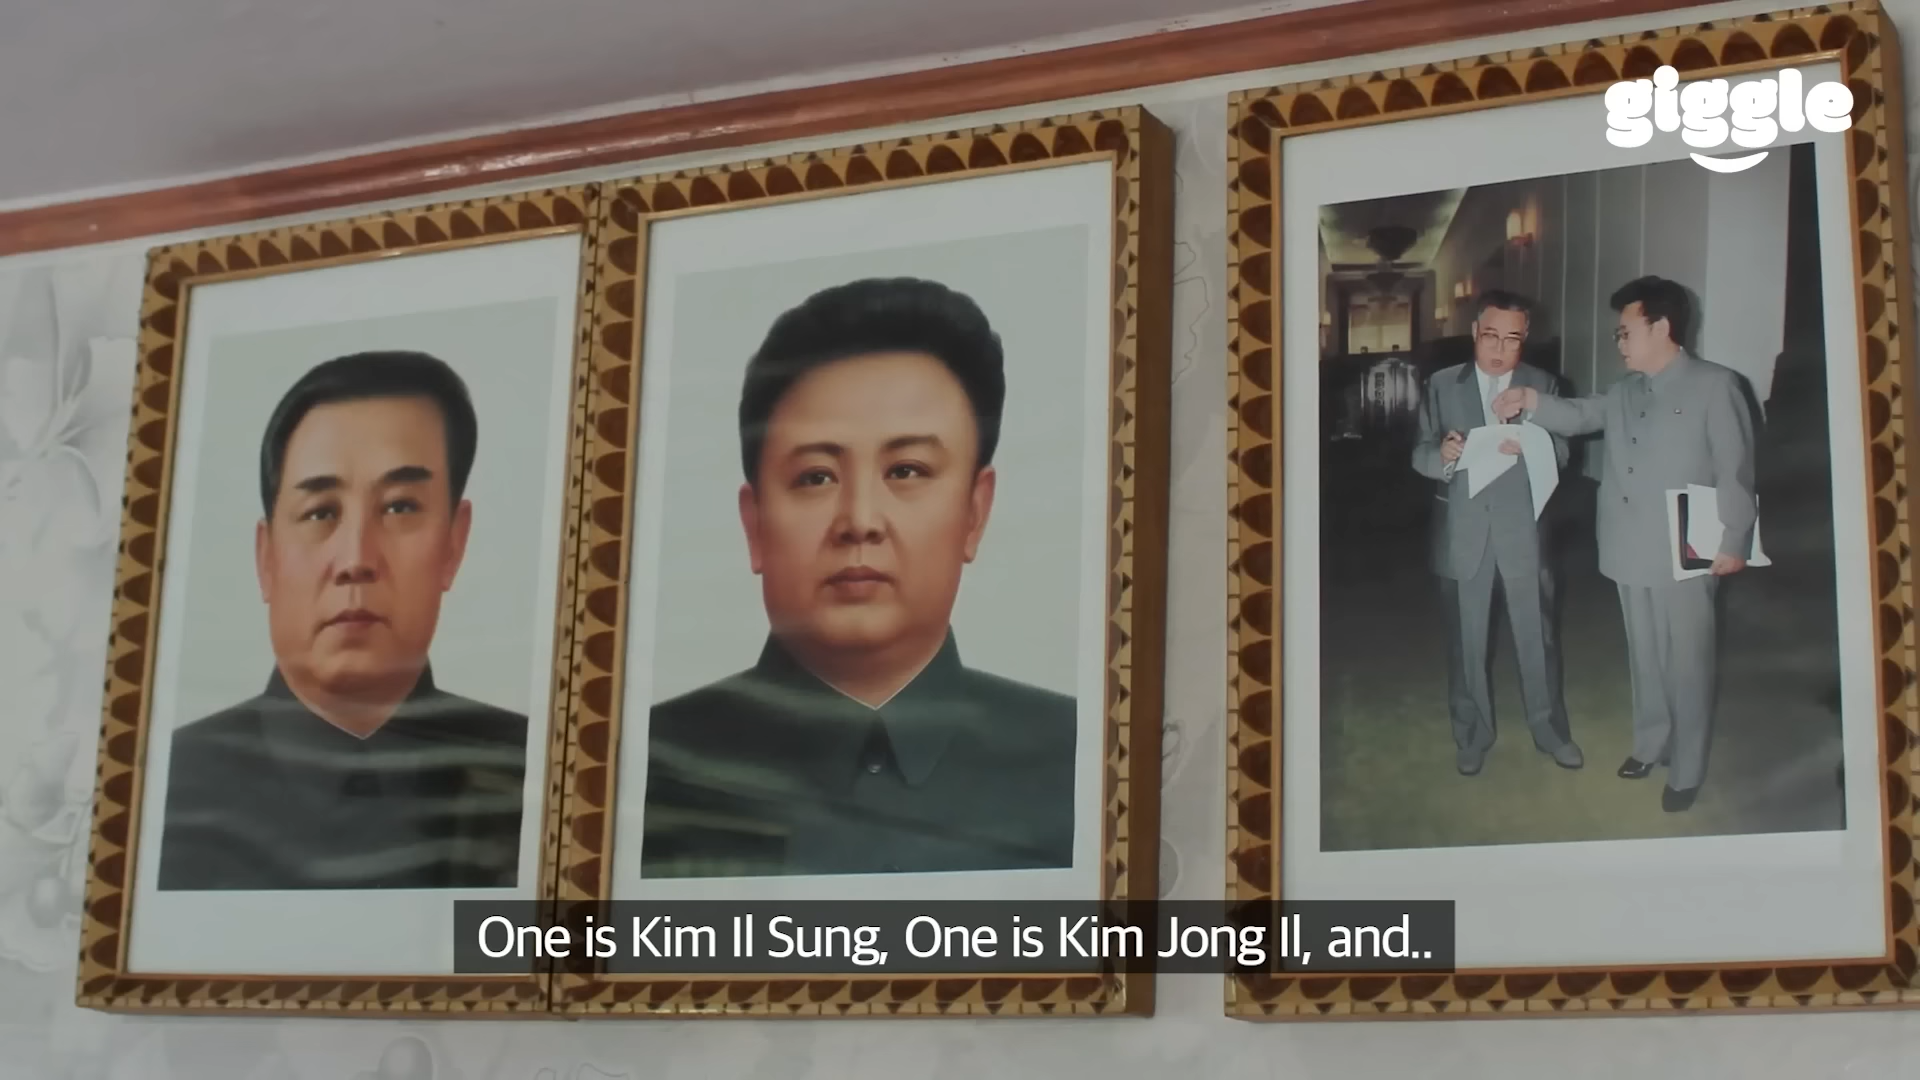 giggle
One is Kim Il Sung, One is Kim Jong Il, and..